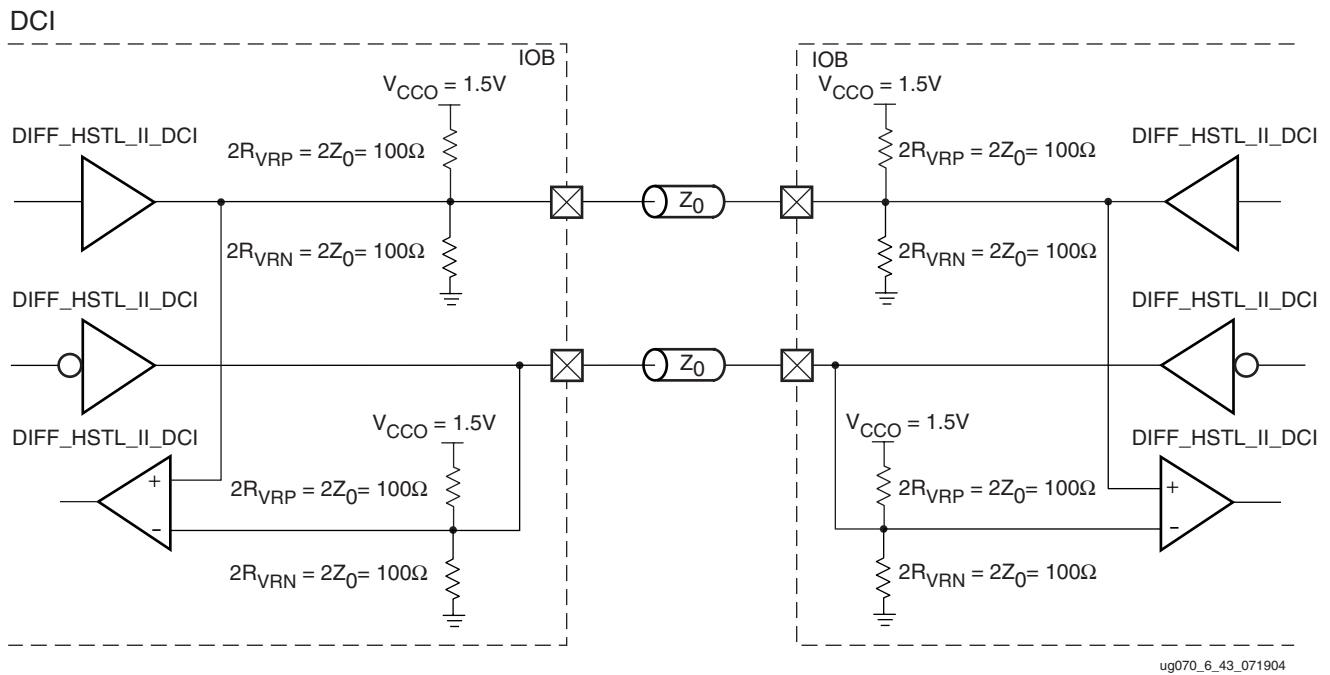 DCI
IOB
IOB
V_CCO = 1.5V
V_CCO = 1.5V
DIFF_HSTL_II_DCI
2R_VRP = 2Z_0= 100Ω
2R_VRP = 2Z_0= 100Ω
DIFF_HSTL_II_DCI
Z_0
2R_VRN = 2Z_0= 100Ω
2R_VRN = 2Z_0= 100Ω
DIFF_HSTL_II_DCI
DIFF_HSTL_II_DCI
Z_0
V_CCO = 1.5V
V_CCO = 1.5V
DIFF_HSTL_II_DCI
DIFF_HSTL_II_DCI
+
2R_VRP = 2Z_0= 100Ω
2R_VRP = 2Z_0= 100Ω
+
–
–
2R_VRN = 2Z_0= 100Ω
2R_VRN = 2Z_0= 100Ω
ug070_6_43_071904